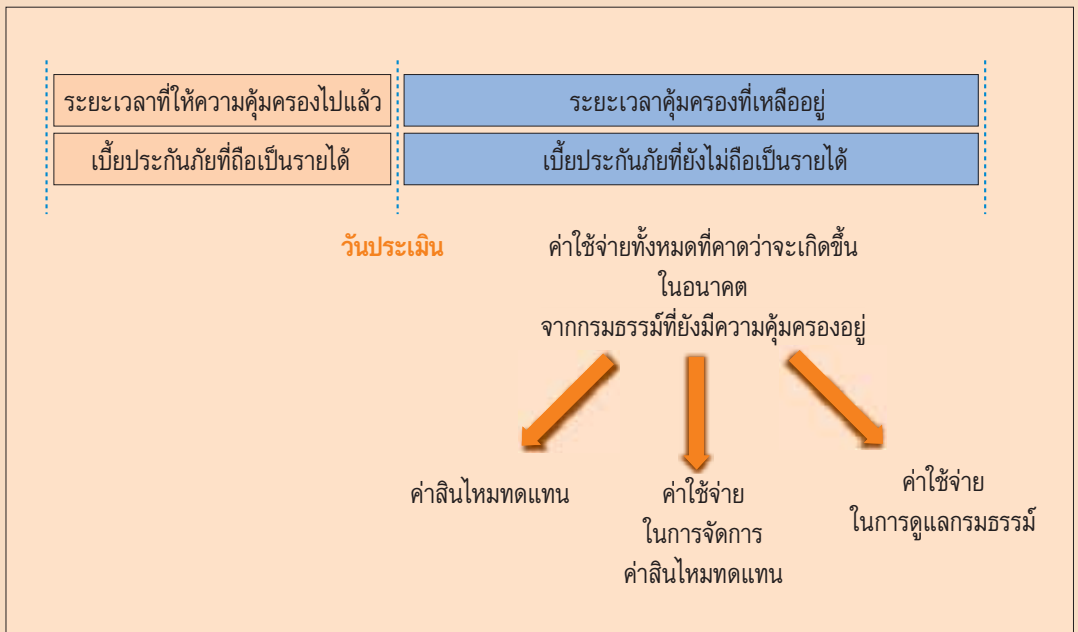 ระยะเวลาที่ให้ความคุ้มครองไปแล้ว
ระยะเวลาคุ้มครองที่เหลืออยู่
เบี้ยประกันภัยที่ถือเป็นรายได้
เบี้ยประกันภัยที่ยังไม่ถือเป็นรายได้
วันประเมิน
ค่าใช้จ่ายทั้งหมดที่คาดว่าจะเกิดขึ้น
ในอนาคต
จากกรมธรรม์ที่ยังมีความคุ้มครองอยู่
ค่าสินไหมทดแทน
ค่าใช้จ่าย
ในการจัดการ
ค่าสินไหมทดแทน
ค่าใช้จ่าย
ในการดูแลกรมธรรม์